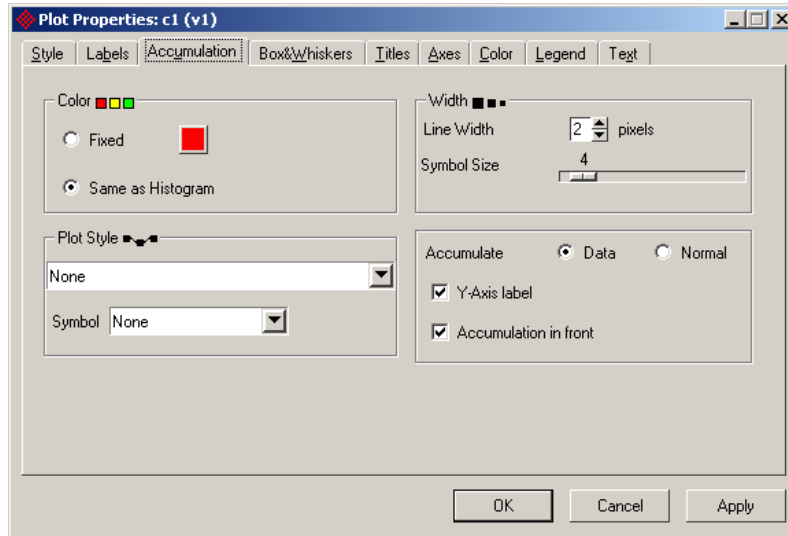 Plot Properties: c1 (v1)
Style Labels Accumulation Box&Whiskers Titles Axes Color Legend Text
Color
Fixed
Same as Histogram
Width
Line Width 2 pixels
Symbol Size 4
Plot Style
None
Symbol None
Accumulate Data Normal
Y-Axis label
Accumulation in front
OK Cancel Apply